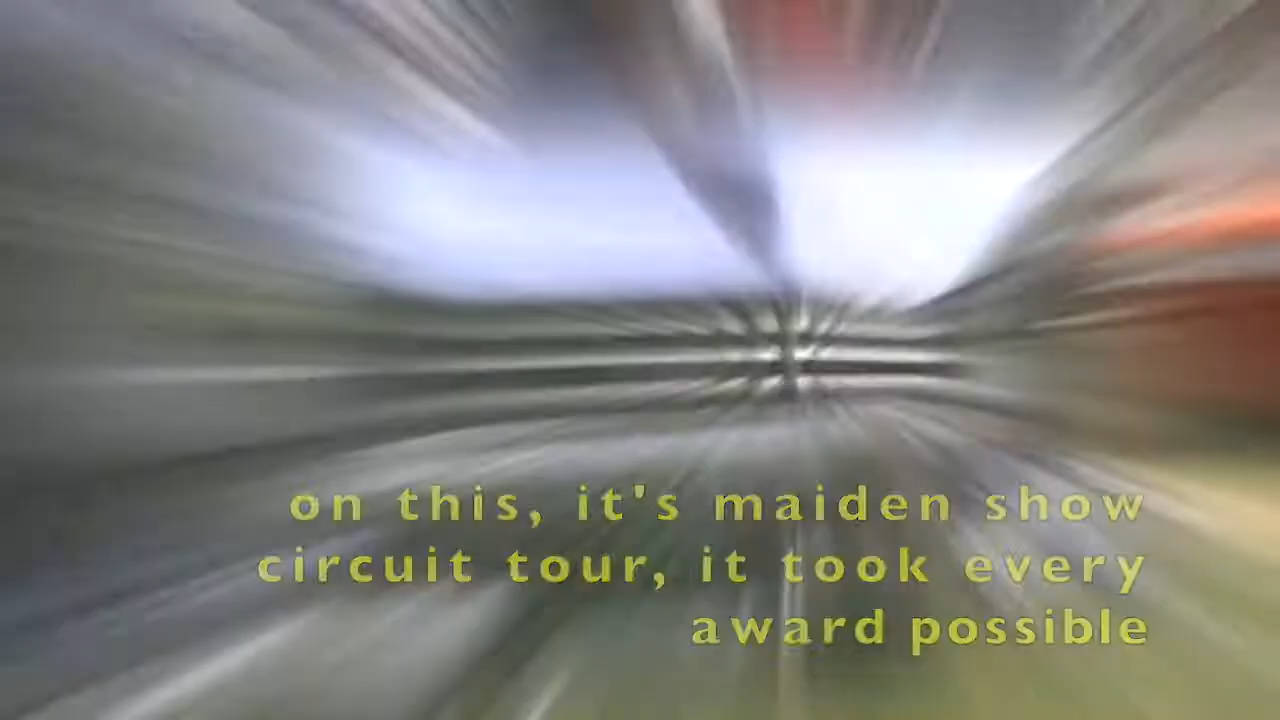 on this, it's maiden show
circuit tour, it took every
award possible